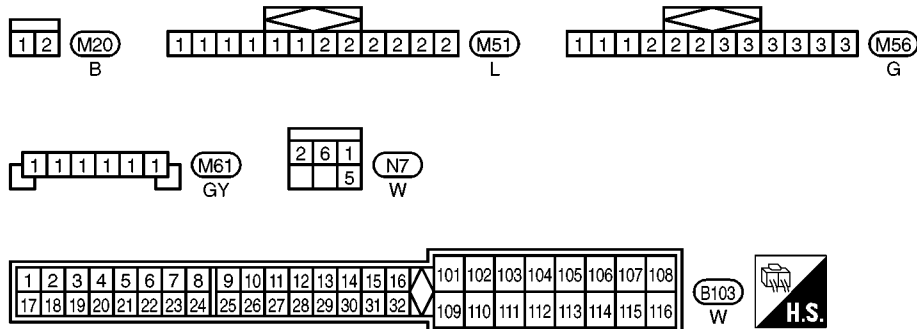 1 2 M20
B
1 1 1 1 1 1 2 2 2 2 2 2 M51
L
1 1 1 2 2 2 3 3 3 3 3 3 M56
G
1 1 1 1 1 1 M61
GY
2 6 1
5
N7
W
1 2 3 4 5 6 7 8 9 10 11 12 13 14 15 16
17 18 19 20 21 22 23 24 25 26 27 28 29 30 31 32
101 102 103 104 105 106 107 108
109 110 111 112 113 114 115 116
B103
W
H.S.